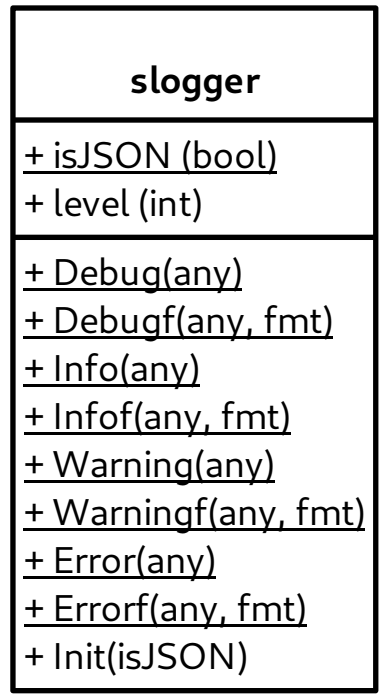 slogger
+ isJSON (bool)
+ level (int)
+ Debug(any)
+ Debugf(any, fmt)
+ Info(any)
+ Infof(any, fmt)
+ Warning(any)
+ Warningf(any, fmt)
+ Error(any)
+ Errorf(any, fmt)
+ Init(isJSON)